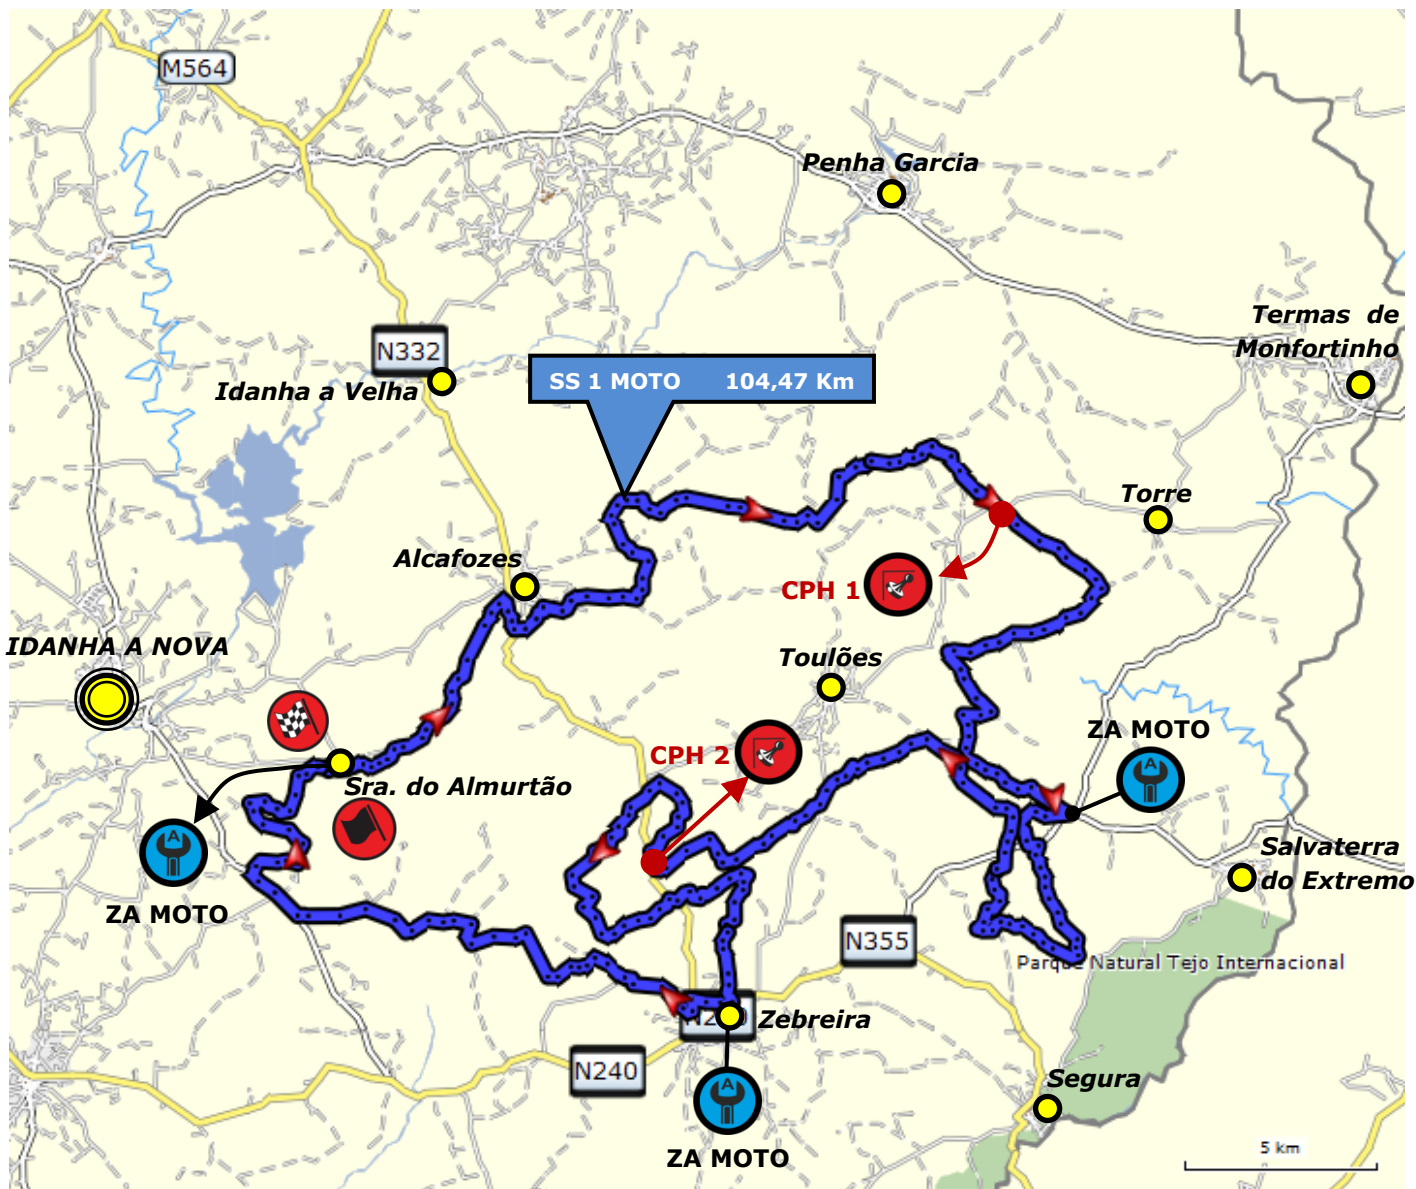 M564
Penha Garcia
Termas de
Monfortinho
N332
Idanha a Velha
SS 1 MOTO 104,47 Km
Torre
Alcafozes
CPH 1
IDANHA A NOVA
Toulões
ZA MOTO
A
CPH 2
Sra. do Almurtão
A
ZA MOTO
Salvaterra
do Extremo
N355
Parque Natural Tejo Internacional
Zebreira
N240
Segura
A
ZA MOTO
5 km